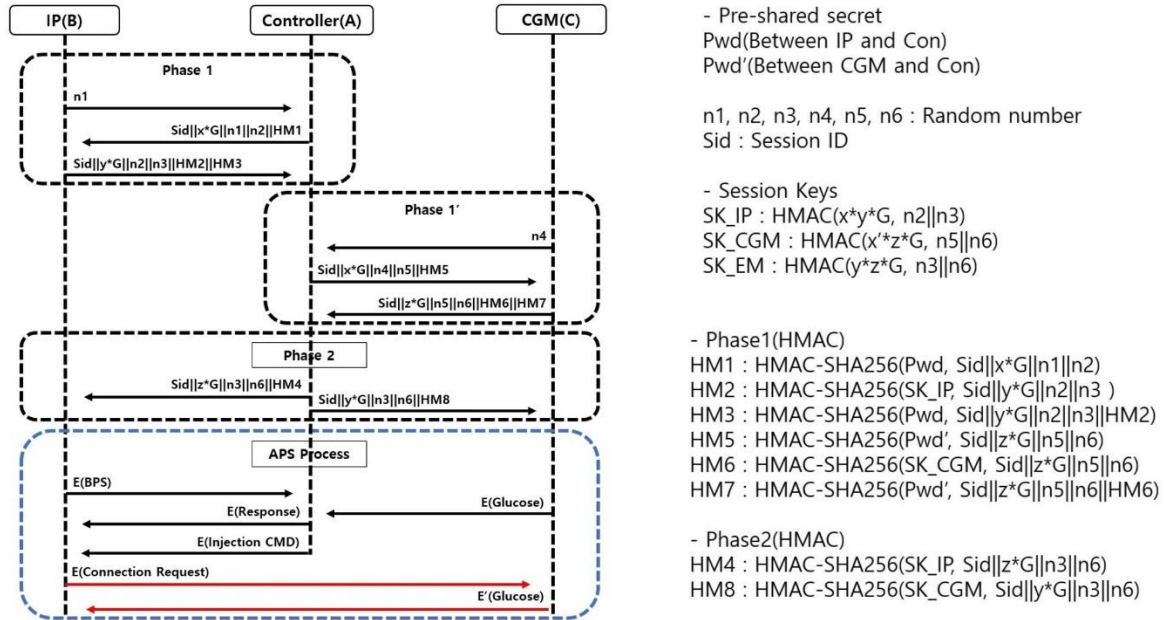 IP(B)
Controller(A)
CGM(C)
Phase 1
n1
Sid||x*G||n1||n2||HM1
Sid||y*G||n2||n3||HM2||HM3
Phase 1′
n4
Sid||x*G||n4||n5||HM5
Sid||z*G||n5||n6||HM6||HM7
Phase 2
Sid||z*G||n3||n6||HM4
Sid||y*G||n3||n6||HM8
APS Process
E(BPS)
E(Glucose)
E(Response)
E(Injection CMD)
E(Connection Request)
E′(Glucose)
- Pre-shared secret
Pwd(Between IP and Con)
Pwd’(Between CGM and Con)
n1, n2, n3, n4, n5, n6 : Random number
Sid : Session ID
- Session Keys
SK_IP : HMAC(x*y*G, n2||n3)
SK_CGM : HMAC(x’*z*G, n5||n6)
SK_EM : HMAC(y*z*G, n3||n6)
- Phase1(HMAC)
HM1 : HMAC-SHA256(Pwd, Sid||x*G||n1||n2)
HM2 : HMAC-SHA256(SK_IP, Sid||y*G||n2||n3 )
HM3 : HMAC-SHA256(Pwd, Sid||y*G||n2||n3||HM2)
HM5 : HMAC-SHA256(Pwd’, Sid||z*G||n5||n6)
HM6 : HMAC-SHA256(SK_CGM, Sid||z*G||n5||n6)
HM7 : HMAC-SHA256(Pwd’, Sid||z*G||n5||n6||HM6)
- Phase2(HMAC)
HM4 : HMAC-SHA256(SK_IP, Sid||z*G||n3||n6)
HM8 : HMAC-SHA256(SK_CGM, Sid||y*G||n3||n6)